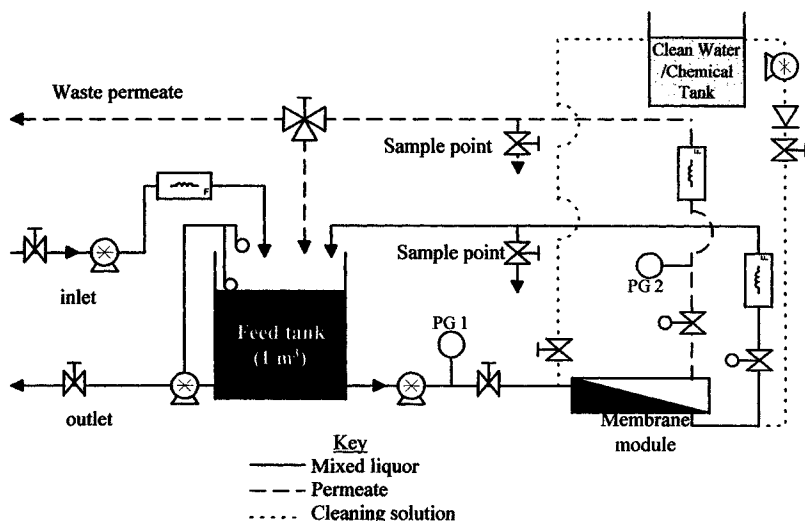 Clean Water
/Chemical
Tank
Waste permeate
Sample point
F
F
Sample point
F
inlet
PG 2
Feed tank
(1 m³)
PG 1
outlet
Membrane
module
Key
Mixed liquor
Permeate
Cleaning solution